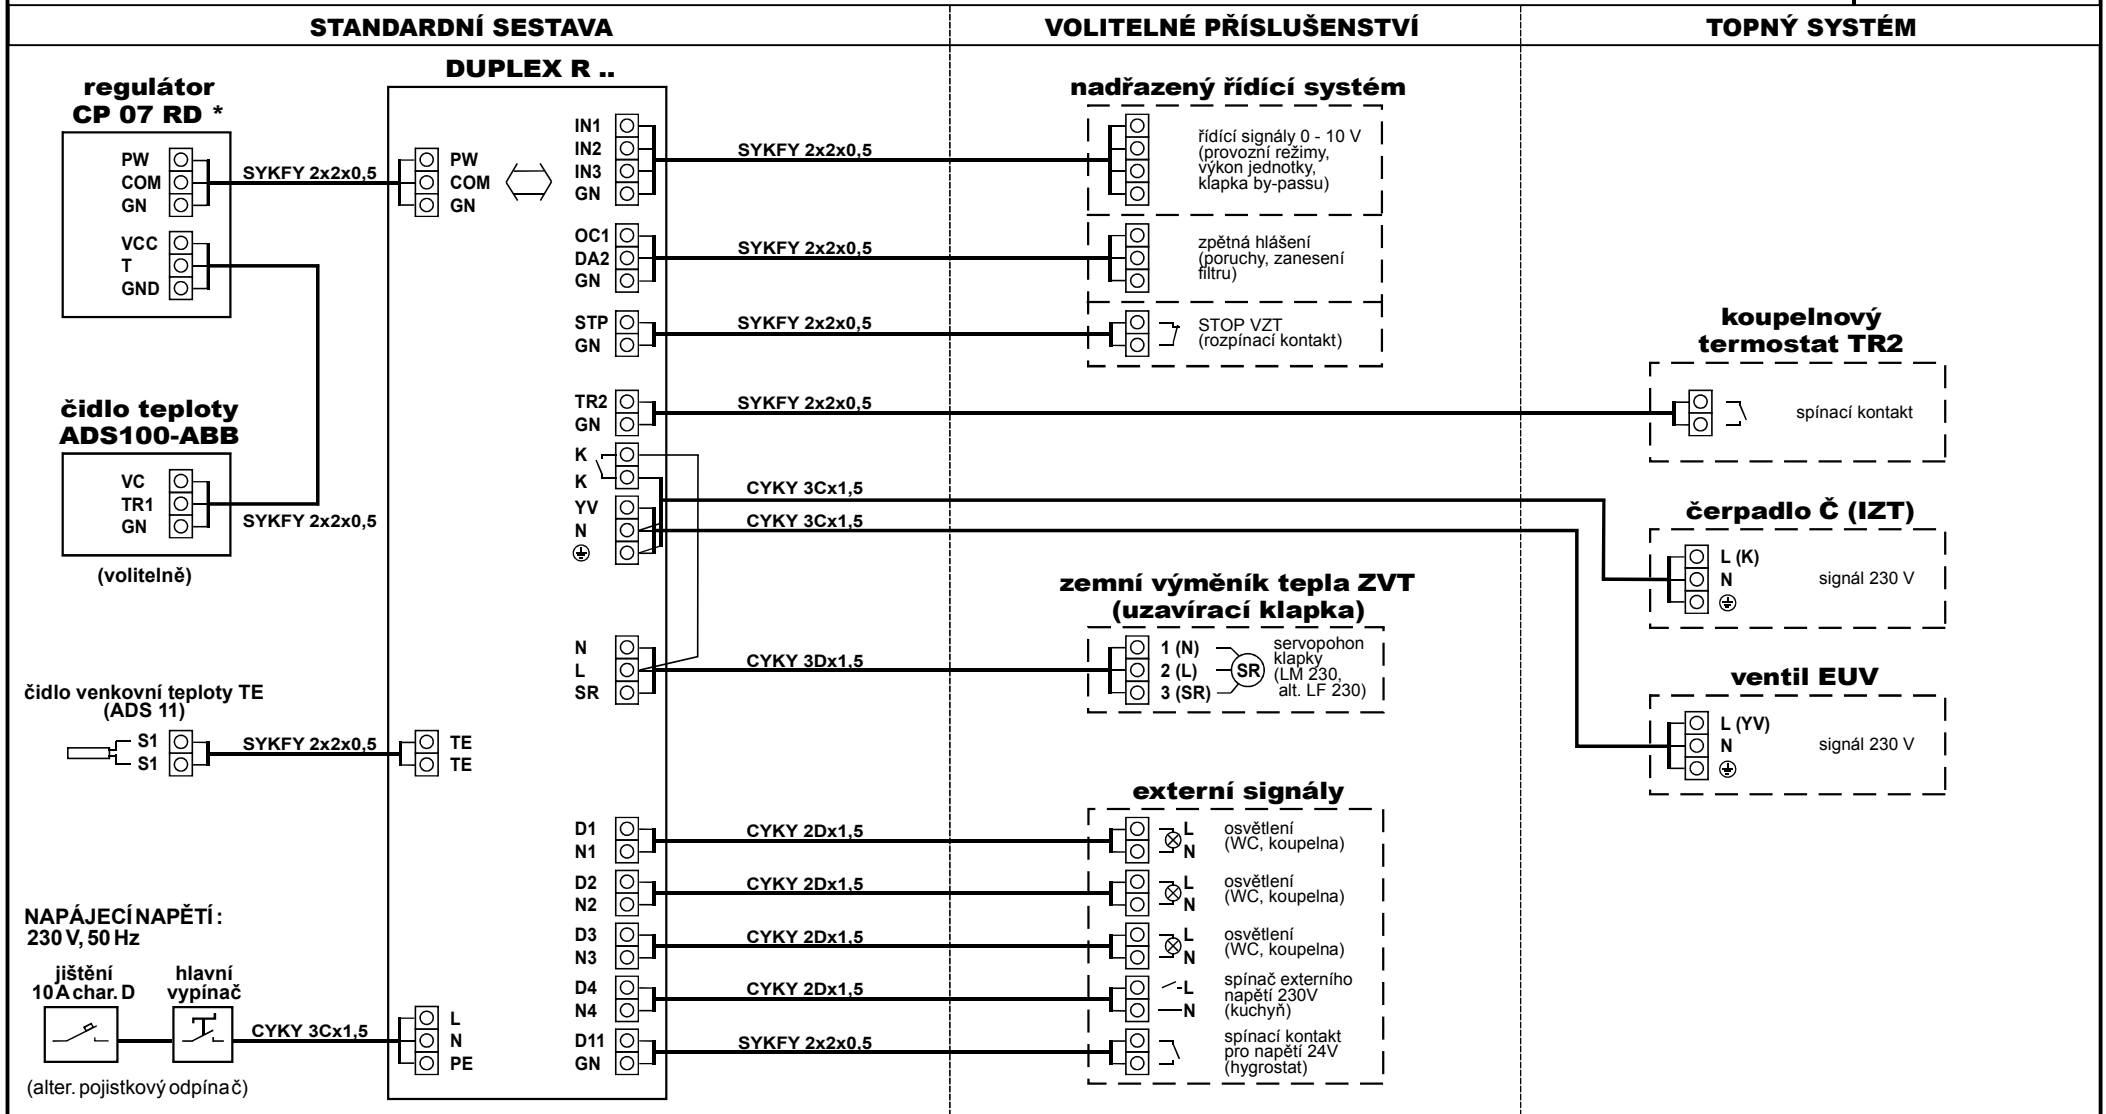 STANDARDNÍ SESTAVA
VOLITELNÉ PŘÍSLUŠENSTVÍ
TOPNÝ SYSTÉM
regulátor
CP 07 RD *
PW
COM
GN
VCC
T
GND
SYKFY 2x2x0,5
čidlo teploty
ADS100-ABB
VC
TR1
GN
SYKFY 2x2x0,5
(volitelně)
čidlo venkovní teploty TE
(ADS 11)
S1
S1
SYKFY 2x2x0,5
NAPÁJECÍ NAPĚTÍ :
230 V, 50 Hz
jištění
10 A char. D
hlavní
vypínač
CYKY 3Cx1,5
(alter. pojistkový odpínač)
DUPLEX R ..
PW
COM
GN
TE
TE
L
N
PE
IN1
IN2
IN3
GN
OC1
DA2
GN
STP
GN
TR2
GN
K
K
YV
N
N
L
SR
D1
N1
D2
N2
D3
N3
D4
N4
D11
GN
SYKFY 2x2x0,5
SYKFY 2x2x0,5
SYKFY 2x2x0,5
SYKFY 2x2x0,5
CYKY 3Cx1,5
CYKY 3Cx1,5
CYKY 3Dx1,5
CYKY 2Dx1,5
CYKY 2Dx1,5
CYKY 2Dx1,5
CYKY 2Dx1,5
SYKFY 2x2x0,5
nadřazený řídící systém
řídící signály 0 - 10 V
(provozní režimy,
výkon jednotky,
klapka by-passu)
zpětná hlášení
(poruchy, zanesení
filtru)
STOP VZT
(rozpínací kontakt)
zemní výměník tepla ZVT
(uzavírací klapka)
1 (N)
2 (L)
3 (SR)
SR
servopohon
klapky
(LM 230,
alt. LF 230)
externí signály
L
N
osvětlení
(WC, koupelna)
L
N
osvětlení
(WC, koupelna)
L
N
osvětlení
(WC, koupelna)
L
N
spínač externího
napětí 230V
(kuchyň)
spínací kontakt
pro napětí 24V
(hygrostat)
koupelnový
termostat TR2
spínací kontakt
čerpadlo Č (IZT)
L (K)
N
signál 230 V
ventil EUV
L (YV)
N
signál 230 V